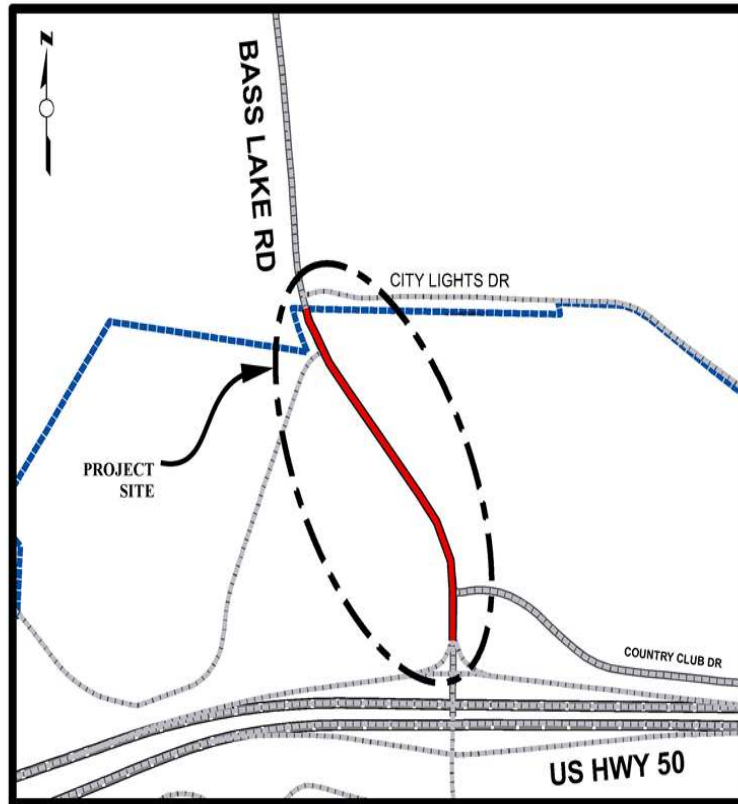 N
BASS LAKE RD
CITY LIGHTS DR
PROJECT
SITE
COUNTRY CLUB DR
US HWY 50